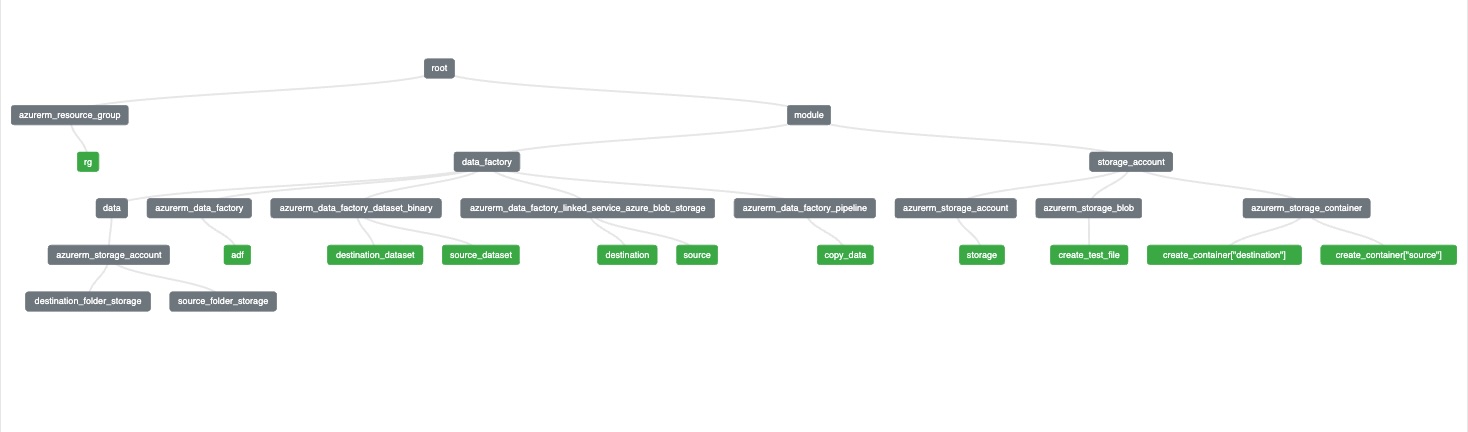 root
azurerm_resource_group
module
rg
data_factory
storage_account
data
azurerm_data_factory
azurerm_data_factory_dataset_binary
azurerm_data_factory_linked_service_azure_blob_storage
azurerm_data_factory_pipeline
azurerm_storage_account
azurerm_storage_blob
azurerm_storage_container
azurerm_storage_account
adf
destination_dataset
source_dataset
destination
source
copy_data
storage
create_test_file
create_container["destination"]
create_container["source"]
destination_folder_storage
source_folder_storage